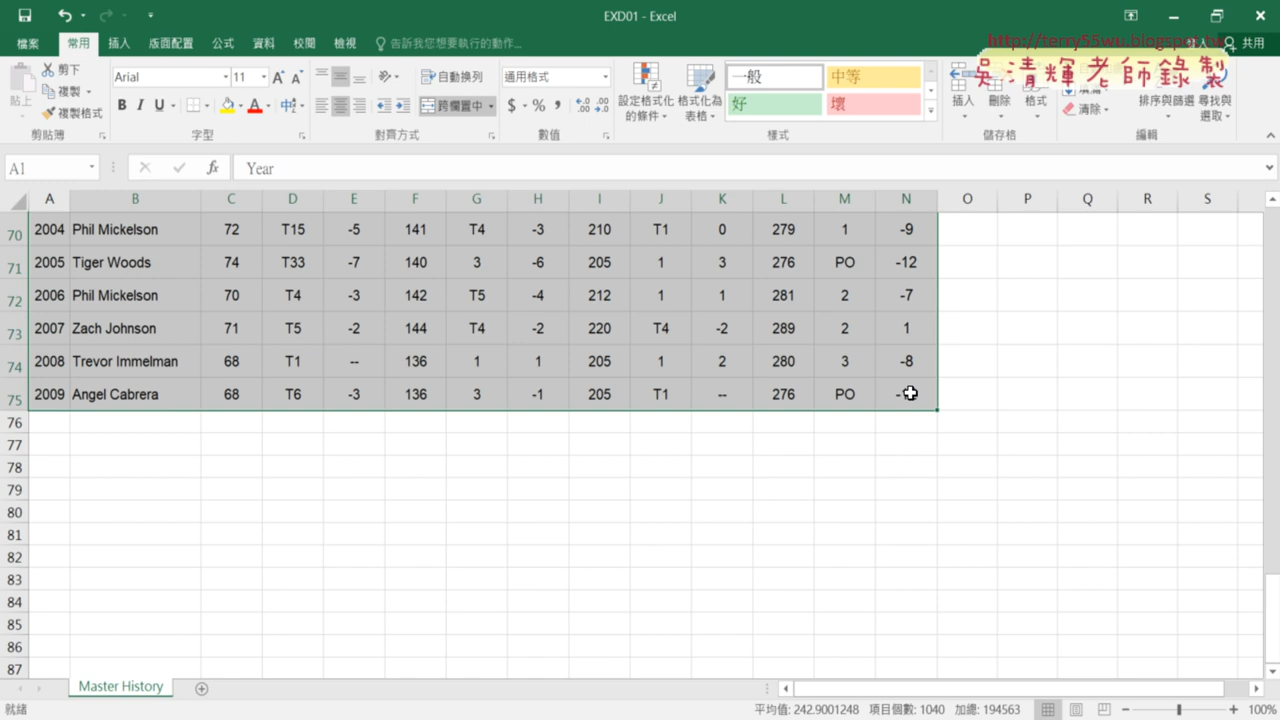 EXD01 - Excel
http://terry55wu.blogspot.tw
吳清輝老師錄製
檔案 常用 插入 版面配置 公式 資料 校閱 檢視 告訴我您想要執行的動作... 共用
貼上 剪下 複製 複製格式 剪貼簿
Arial 11 B I U 字型
自動換列 跨欄置中 對齊方式
通用格式 $ % 數值
設定格式化的條件 格式化為表格 一般 中等 好 壞 樣式
插入 刪除 格式 儲存格
清除 排序與篩選 尋找與選取 編輯
A1 fx Year
A B C D E F G H I J K L M N O P Q R S
70 2004 Phil Mickelson 72 T15 -5 141 T4 -3 210 T1 0 279 1 -9
71 2005 Tiger Woods 74 T33 -7 140 3 -6 205 1 3 276 PO -12
72 2006 Phil Mickelson 70 T4 -3 142 T5 -4 212 1 1 281 2 -7
73 2007 Zach Johnson 71 T5 -2 144 T4 -2 220 T4 -2 289 2 1
74 2008 Trevor Immelman 68 T1 -- 136 1 1 205 1 2 280 3 -8
75 2009 Angel Cabrera 68 T6 -3 136 3 -1 205 T1 -- 276 PO
76
77
78
79
80
81
82
83
84
85
86
87
Master History
就緒 平均值: 242.9001248 項目個數: 1040 加總: 194563 100%